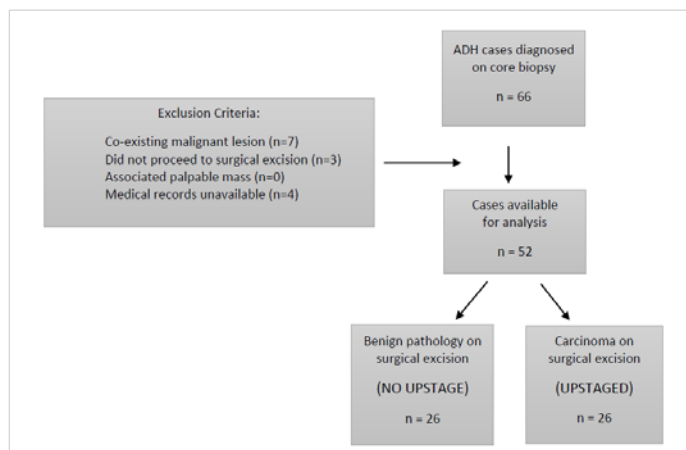 ADH cases diagnosed
on core biopsy
n = 66
Exclusion Criteria:
Co-existing malignant lesion (n=7)
Did not proceed to surgical excision (n=3)
Associated palpable mass (n=0)
Medical records unavailable (n=4)
Cases available
for analysis
n = 52
Benign pathology on
surgical excision
(NO UPSTAGE)
n = 26
Carcinoma on
surgical excision
(UPSTAGED)
n = 26